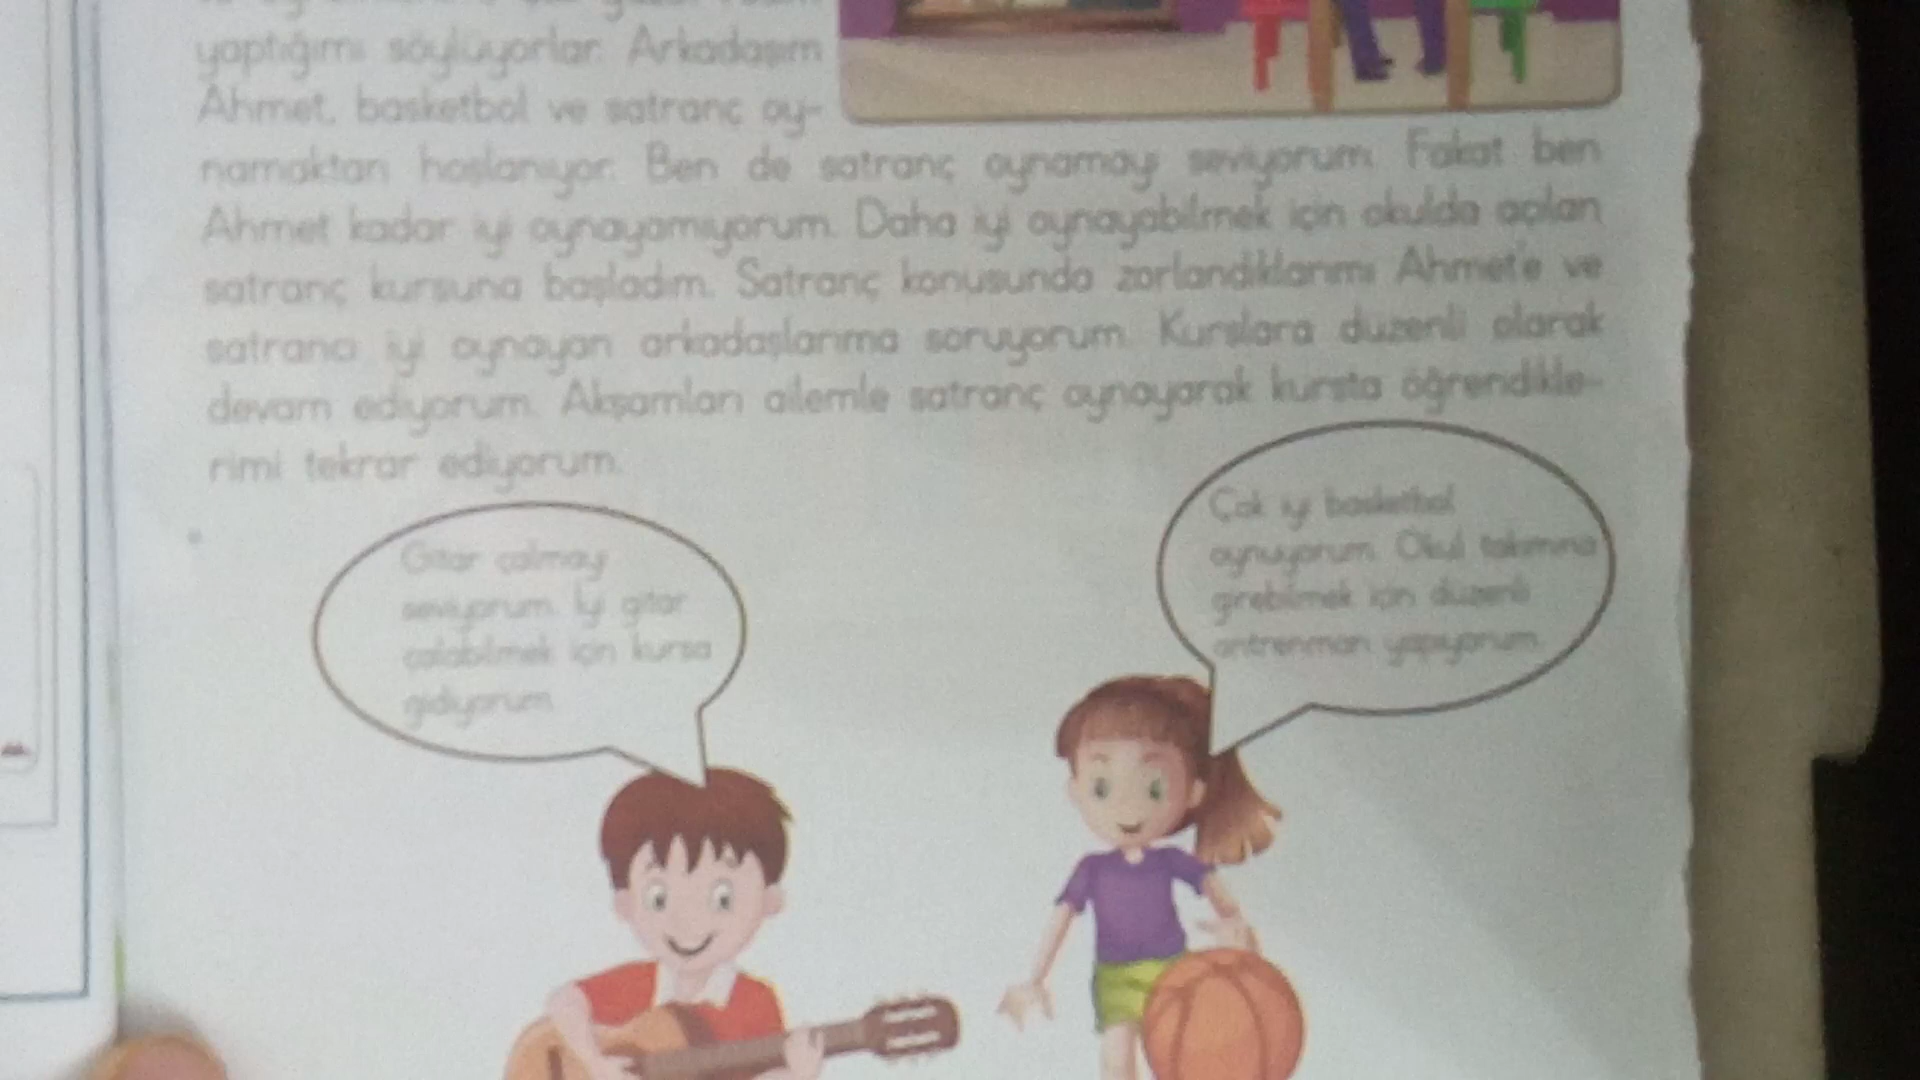 yaptığımı söylüyorlar. Arkadaşım
Ahmet, basketbol ve satranç oy-
namaktan hoşlanıyor. Ben de satranç oynamayı seviyorum. Fakat ben
Ahmet kadar iyi oynayamıyorum. Daha iyi oynayabilmek için okulda açılan
satranç kursuna başladım. Satranç konusunda zorlandıklarımı Ahmet'e ve
satrancı iyi oynayan arkadaşlarıma soruyorum. Kurslara düzenli olarak
devam ediyorum. Akşamları ailemle satranç oynayarak kursta öğrendikle-
rimi tekrar ediyorum.
Gitar çalmayı
seviyorum. İyi gitar
çalabilmek için kursa
gidiyorum.
Çok iyi basketbol
oynuyorum. Okul takımına
girebilmek için düzenli
antrenman yapıyorum.